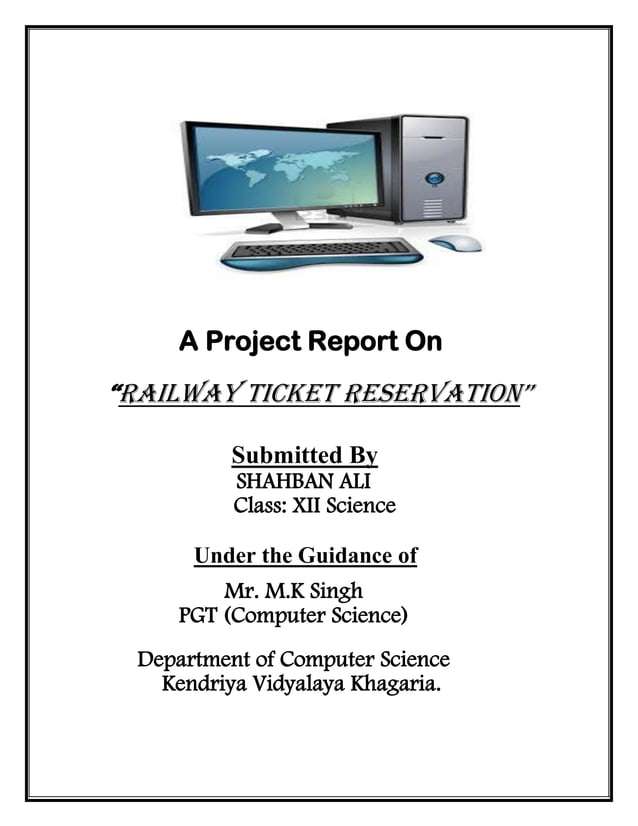 A Project Report On
“RAILWAY TICKET RESERVATION”
Submitted By
SHAHBAN ALI
Class: XII Science
Under the Guidance of
Mr. M.K Singh
PGT (Computer Science)
Department of Computer Science
Kendriya Vidyalaya Khagaria.